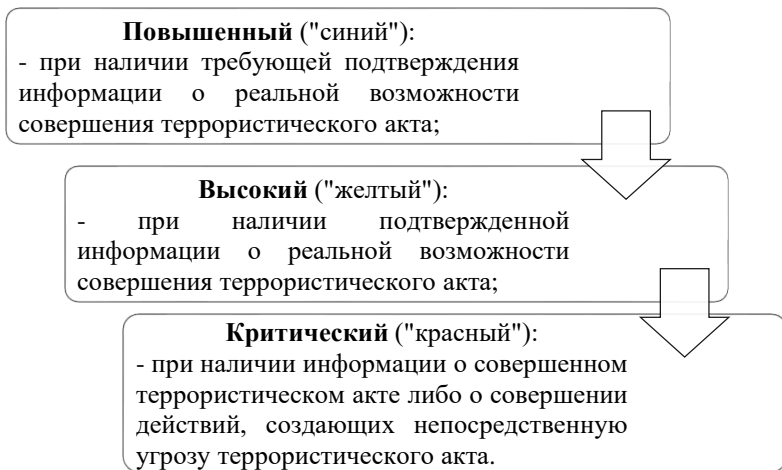 Повышенный ("синий"):
- при наличии требующей подтверждения
информации о реальной возможности
совершения террористического акта;
Высокий ("желтый"):
- при наличии подтвержденной
информации о реальной возможности
совершения террористического акта;
Критический ("красный"):
- при наличии информации о совершенном
террористическом акте либо о совершении
действий, создающих непосредственную
угрозу террористического акта.